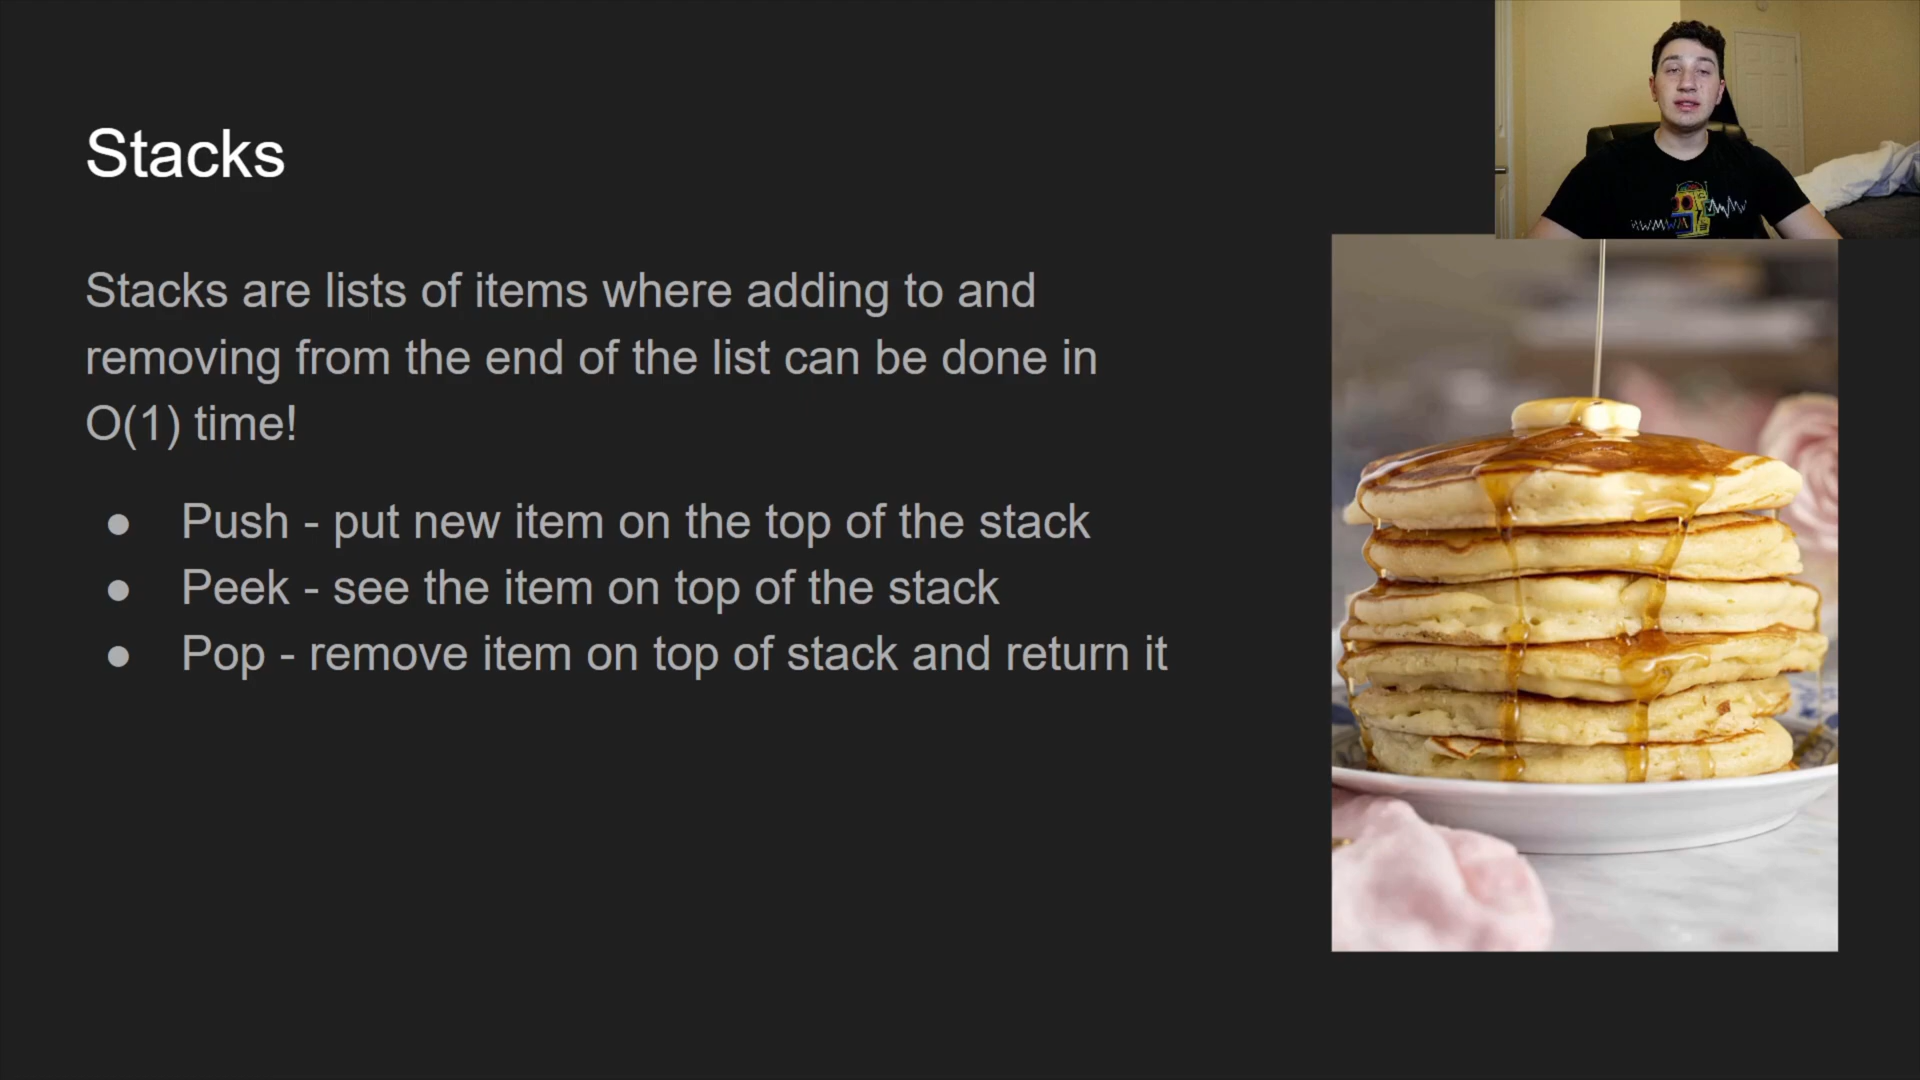 Stacks
Stacks are lists of items where adding to and
removing from the end of the list can be done in
O(1) time!
● Push - put new item on the top of the stack
● Peek - see the item on top of the stack
● Pop - remove item on top of stack and return it